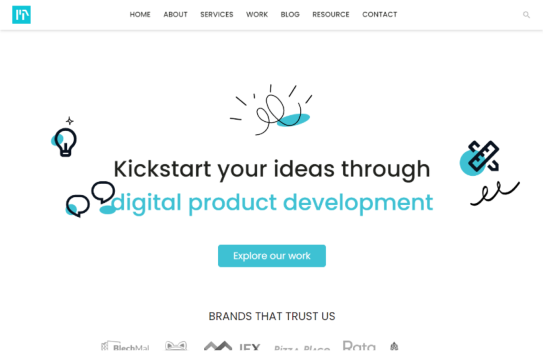 HOME ABOUT SERVICES WORK BLOG RESOURCE CONTACT
Kickstart your ideas through
digital product development
Explore our work
BRANDS THAT TRUST US